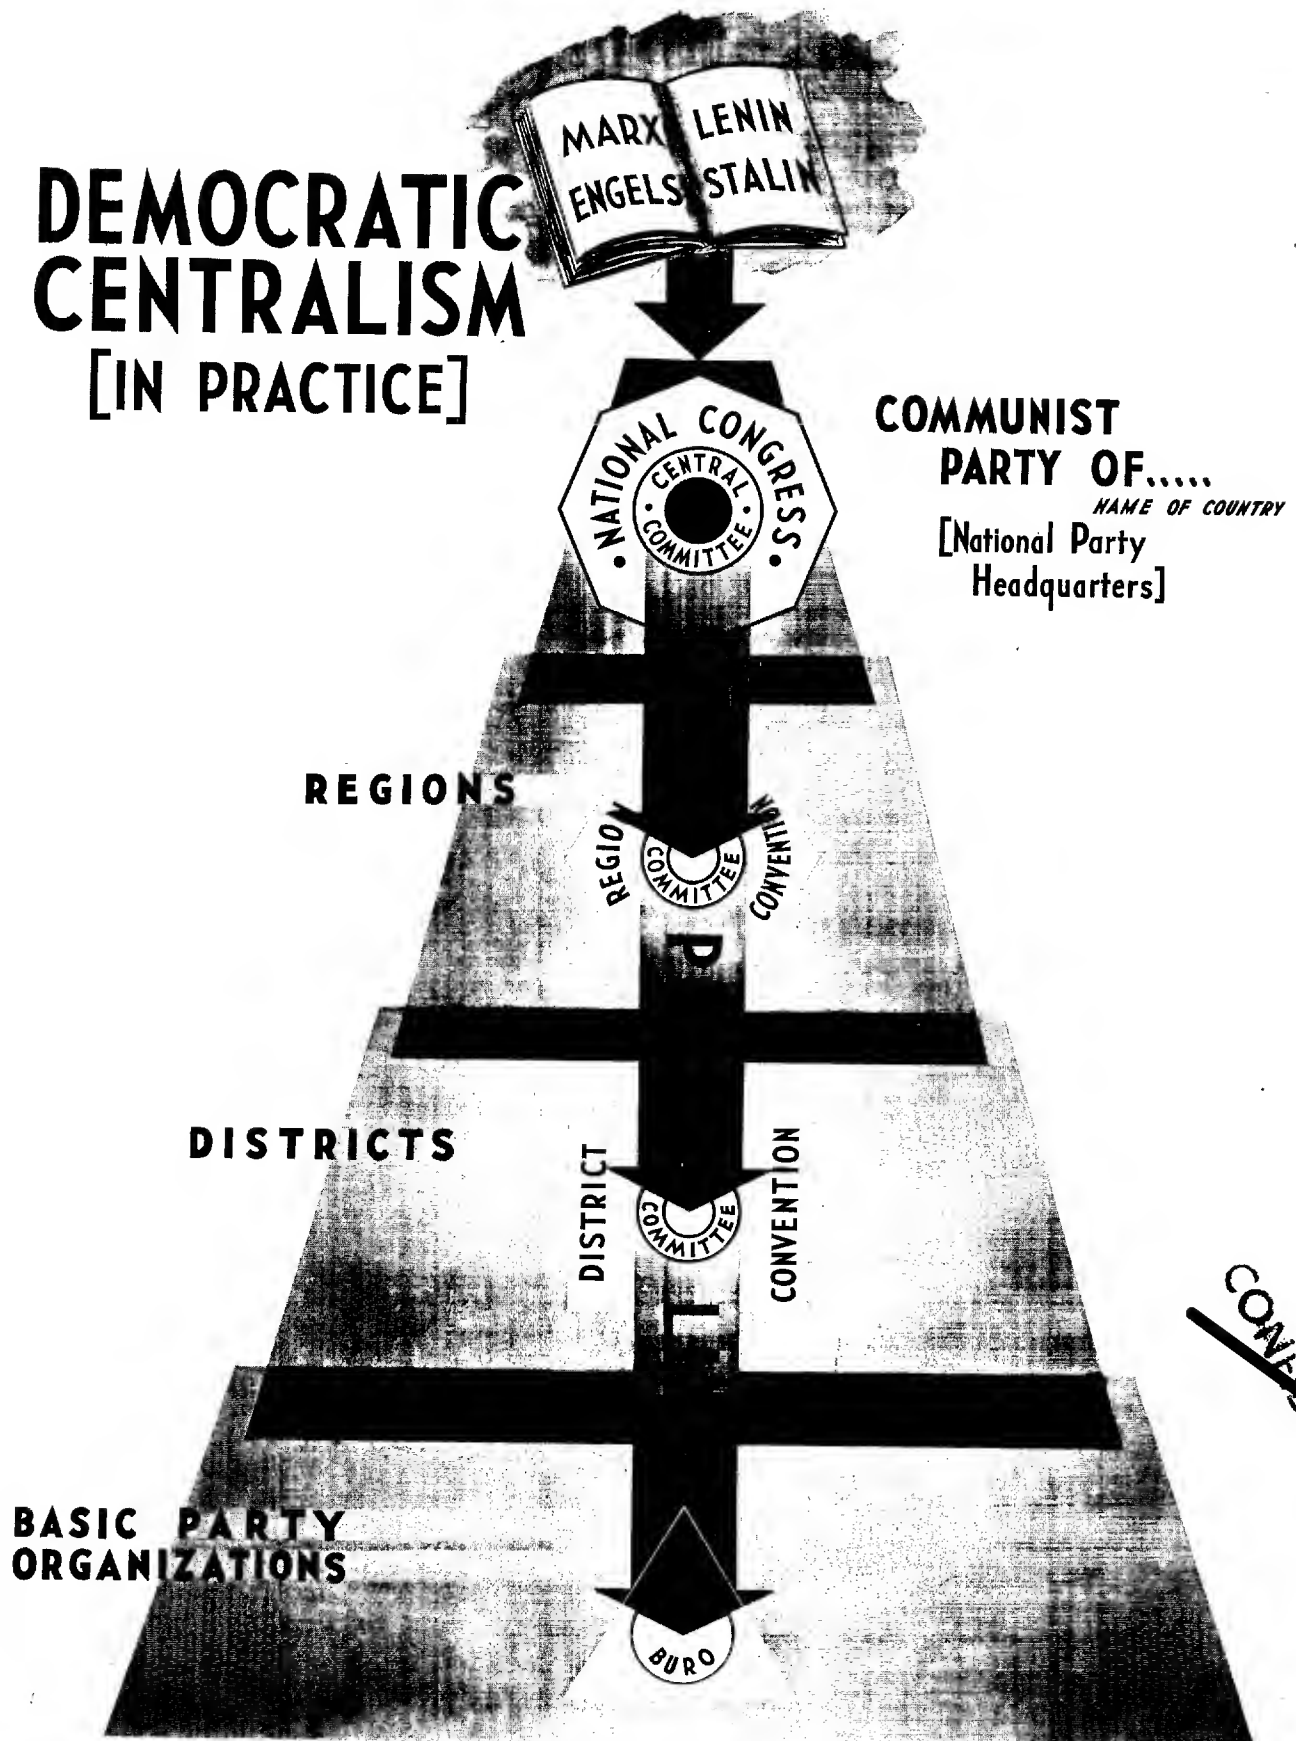 MARX LENIN
ENGELS STALIN
DEMOCRATIC
CENTRALISM
[IN PRACTICE]
• NATIONAL CONGRESS •
• CENTRAL •
COMMITTEE
COMMUNIST
PARTY OF.....
NAME OF COUNTRY
[National Party
Headquarters]
REGIONS
REGION
COMMITTEE
CONVENTION
P
DISTRICTS
DISTRICT
COMMITTEE
CONVENTION
L
BASIC PARTY
ORGANIZATIONS
BURO